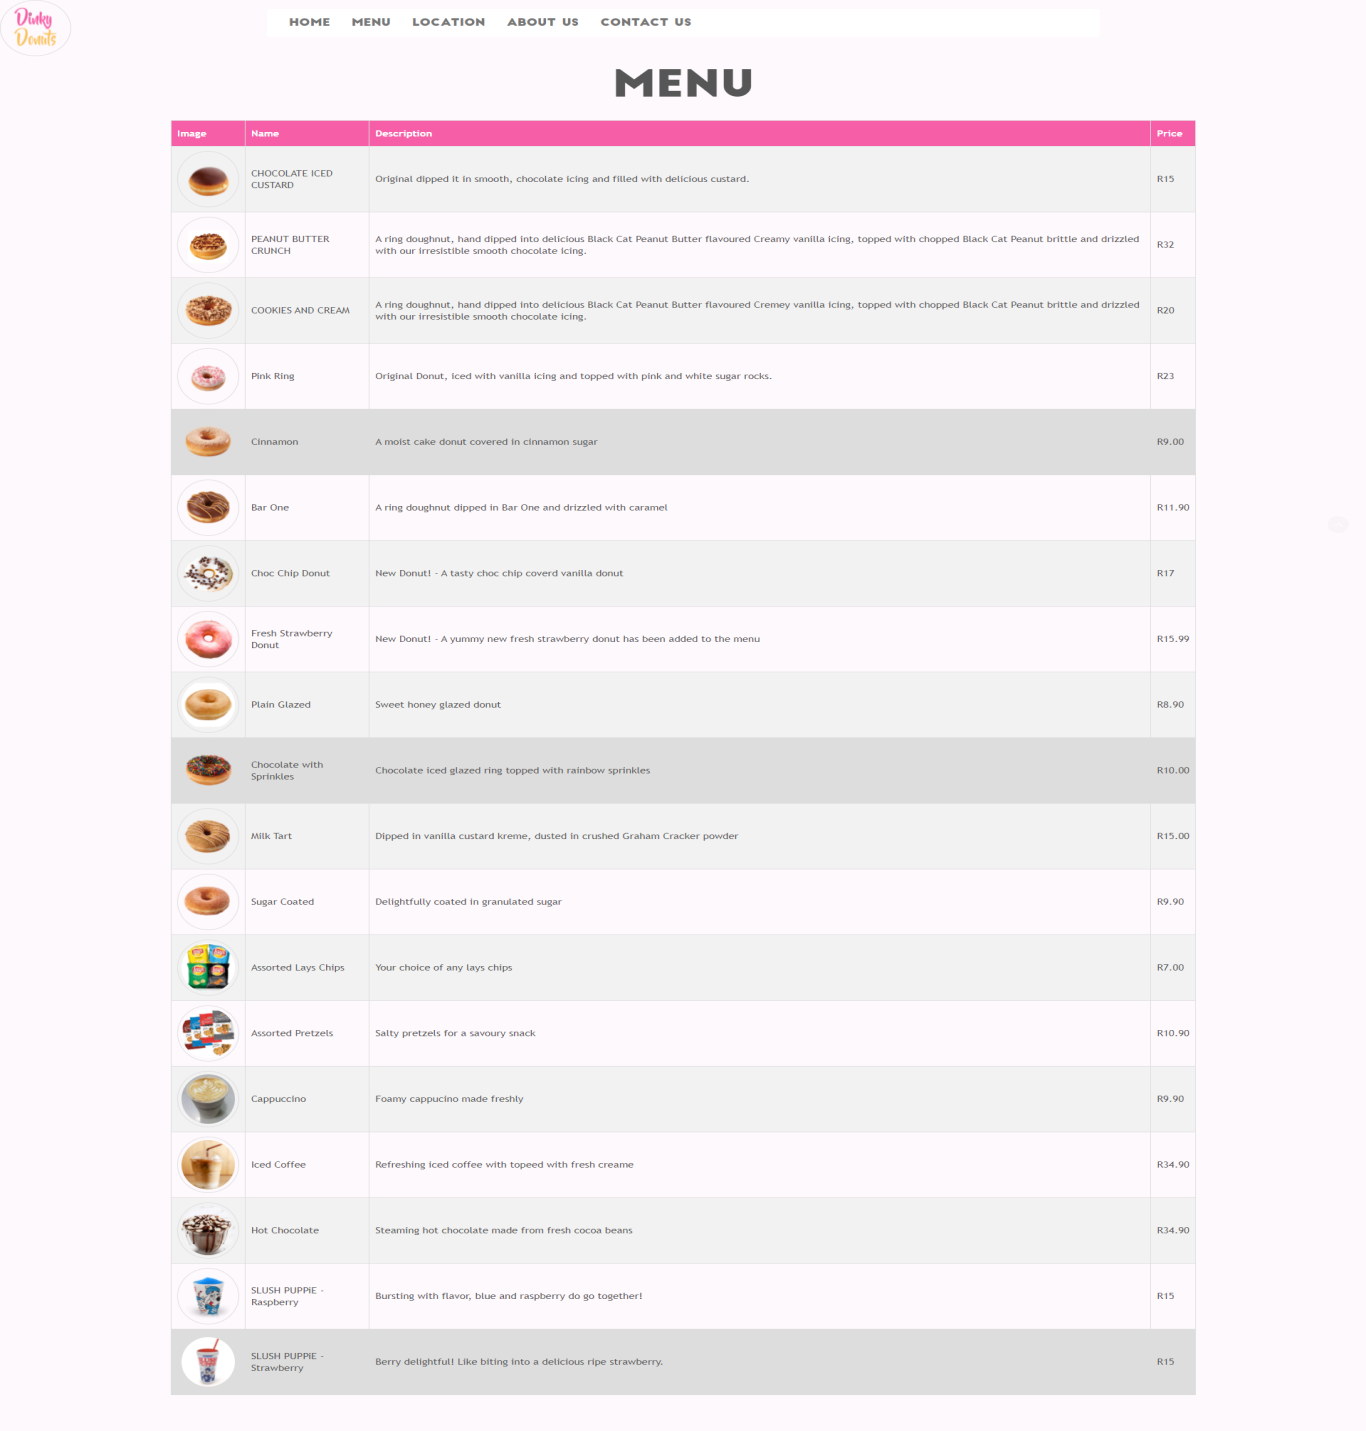 Dinky
Donuts
HOME MENU LOCATION ABOUT US CONTACT US
MENU
Image Name Description Price
CHOCOLATE ICED
CUSTARD
Original dipped it in smooth, chocolate icing and filled with delicious custard.
R15
PEANUT BUTTER
CRUNCH
A ring doughnut, hand dipped into delicious Black Cat Peanut Butter flavoured Creamy vanilla icing, topped with chopped Black Cat Peanut brittle and drizzled
with our irresistible smooth chocolate icing.
R32
COOKIES AND CREAM
A ring doughnut, hand dipped into delicious Black Cat Peanut Butter flavoured Cremey vanilla icing, topped with chopped Black Cat Peanut brittle and drizzled
with our irresistible smooth chocolate icing.
R20
Pink Ring
Original Donut, iced with vanilla icing and topped with pink and white sugar rocks.
R23
Cinnamon
A moist cake donut covered in cinnamon sugar
R9.00
Bar One
A ring doughnut dipped in Bar One and drizzled with caramel
R11.90
Choc Chip Donut
New Donut! - A tasty choc chip coverd vanilla donut
R17
Fresh Strawberry
Donut
New Donut! - A yummy new fresh strawberry donut has been added to the menu
R15.99
Plain Glazed
Sweet honey glazed donut
R8.90
Chocolate with
Sprinkles
Chocolate iced glazed ring topped with rainbow sprinkles
R10.00
Milk Tart
Dipped in vanilla custard kreme, dusted in crushed Graham Cracker powder
R15.00
Sugar Coated
Delightfully coated in granulated sugar
R9.90
Assorted Lays Chips
Your choice of any lays chips
R7.00
Assorted Pretzels
Salty pretzels for a savoury snack
R10.90
Cappuccino
Foamy cappucino made freshly
R9.90
Iced Coffee
Refreshing iced coffee with topeed with fresh creame
R34.90
Hot Chocolate
Steaming hot chocolate made from fresh cocoa beans
R34.90
SLUSH PUPPiE -
Raspberry
Bursting with flavor, blue and raspberry do go together!
R15
SLUSH PUPPiE -
Strawberry
Berry delightful! Like biting into a delicious ripe strawberry.
R15